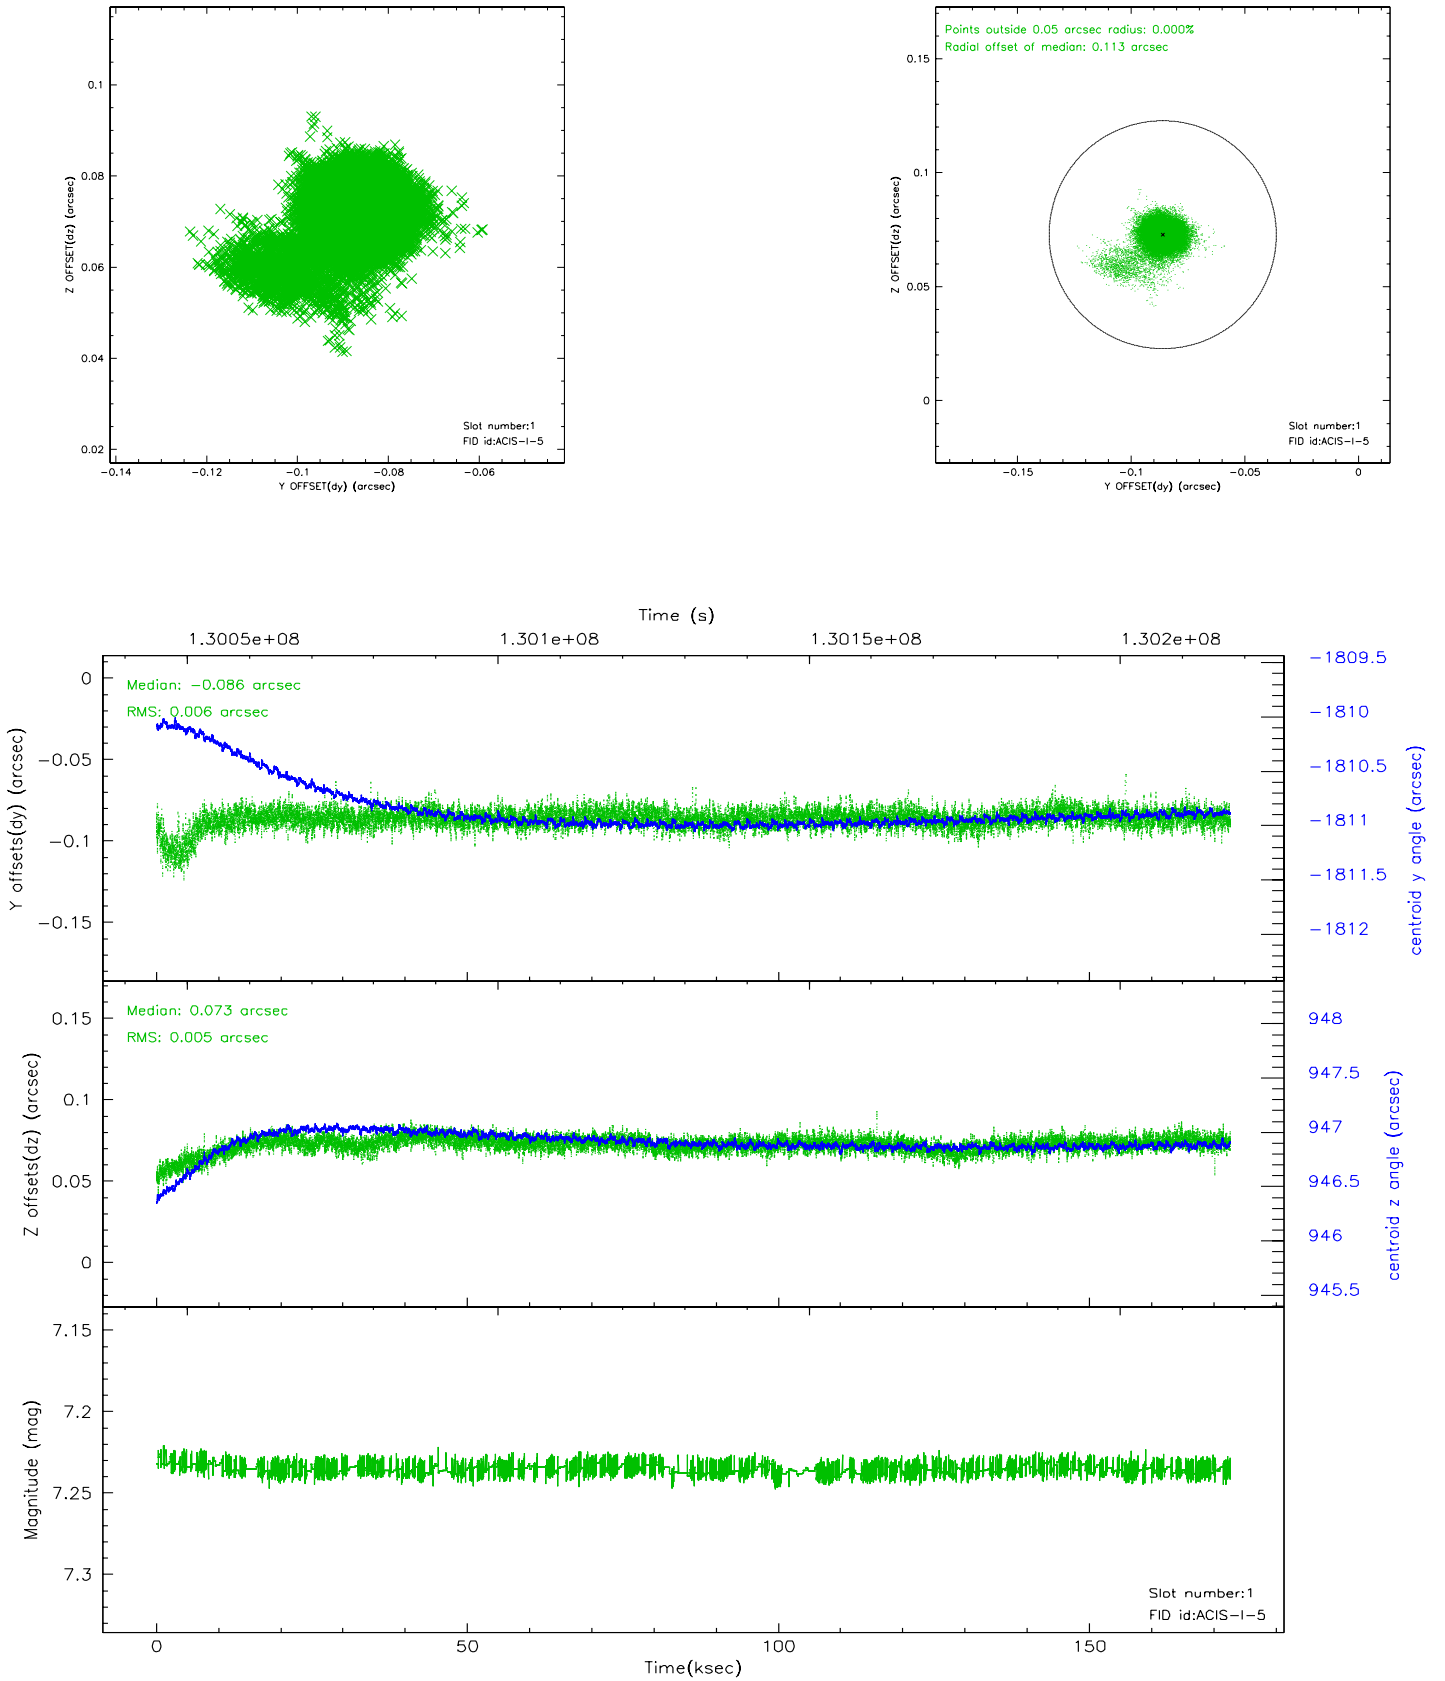 0.1
0.08
0.06
0.04
0.02
Z OFFSET(dz) (arcsec)
Slot number:1
FID id:ACIS-I-5
-0.14 -0.12 -0.1 -0.08 -0.06
Y OFFSET(dy) (arcsec)
Points outside 0.05 arcsec radius: 0.000%
Radial offset of median: 0.113 arcsec
0.15
0.1
0.05
0
Z OFFSET(dz) (arcsec)
Slot number:1
FID id:ACIS-I-5
-0.15 -0.1 -0.05 0
Y OFFSET(dy) (arcsec)
Time (s)
1.3005e+08 1.301e+08 1.3015e+08 1.302e+08
Median: -0.086 arcsec
RMS: 0.006 arcsec
0
-0.05
-0.1
-0.15
Y offsets(dy) (arcsec)
-1809.5
-1810
-1810.5
-1811
-1811.5
-1812
centroid y angle (arcsec)
Median: 0.073 arcsec
RMS: 0.005 arcsec
0.15
0.1
0.05
0
Z offsets(dz) (arcsec)
948
947.5
947
946.5
946
945.5
centroid z angle (arcsec)
7.15
7.2
7.25
7.3
Magnitude (mag)
Slot number:1
FID id:ACIS-I-5
0 50 100 150
Time(ksec)